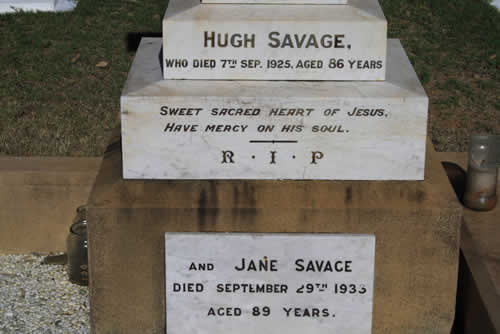 HUGH SAVAGE,
WHO DIED 7TH SEP. 1925, AGED 86 YEARS
SWEET SACRED HEART OF JESUS,
HAVE MERCY ON HIS SOUL.
R . I . P
AND JANE SAVAGE
DIED SEPTEMBER 29TH 1933
AGED 89 YEARS.